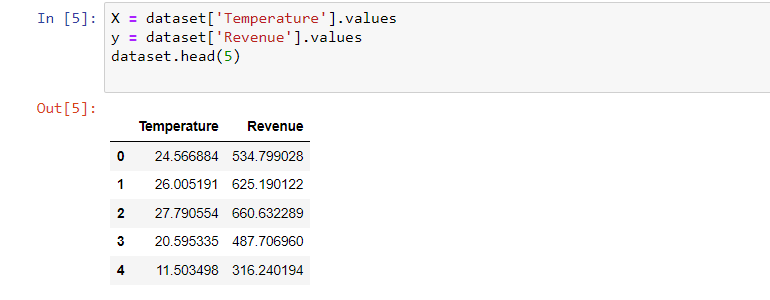 In [5]: X = dataset['Temperature'].values
y = dataset['Revenue'].values
dataset.head(5)
Out[5]:
Temperature Revenue
0 24.566884 534.799028
1 26.005191 625.190122
2 27.790554 660.632289
3 20.595335 487.706960
4 11.503498 316.240194